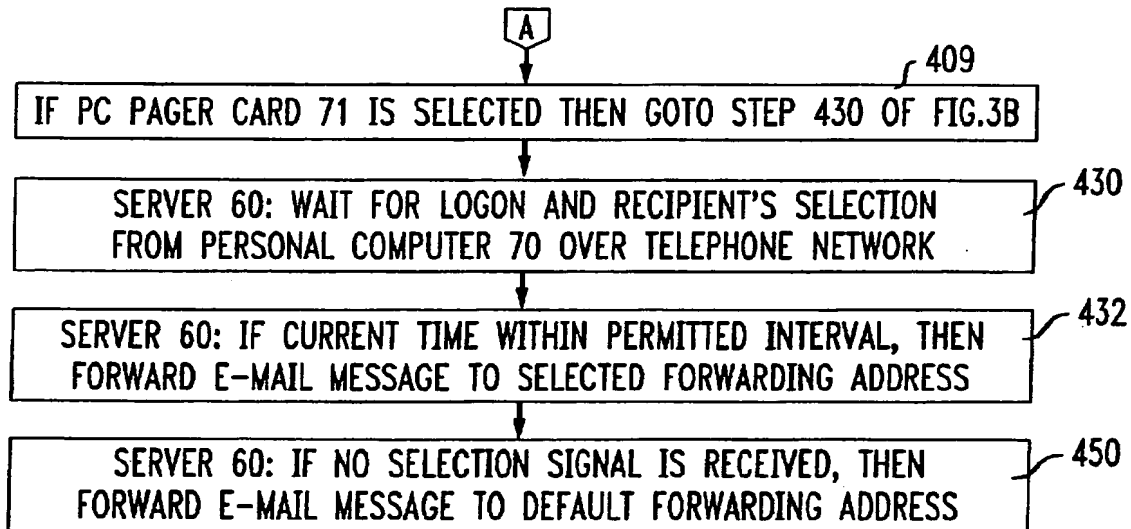 A
409
IF PC PAGER CARD 71 IS SELECTED THEN GOTO STEP 430 OF FIG.3B
430
SERVER 60: WAIT FOR LOGON AND RECIPIENT'S SELECTION
FROM PERSONAL COMPUTER 70 OVER TELEPHONE NETWORK
432
SERVER 60: IF CURRENT TIME WITHIN PERMITTED INTERVAL, THEN
FORWARD E-MAIL MESSAGE TO SELECTED FORWARDING ADDRESS
450
SERVER 60: IF NO SELECTION SIGNAL IS RECEIVED, THEN
FORWARD E-MAIL MESSAGE TO DEFAULT FORWARDING ADDRESS